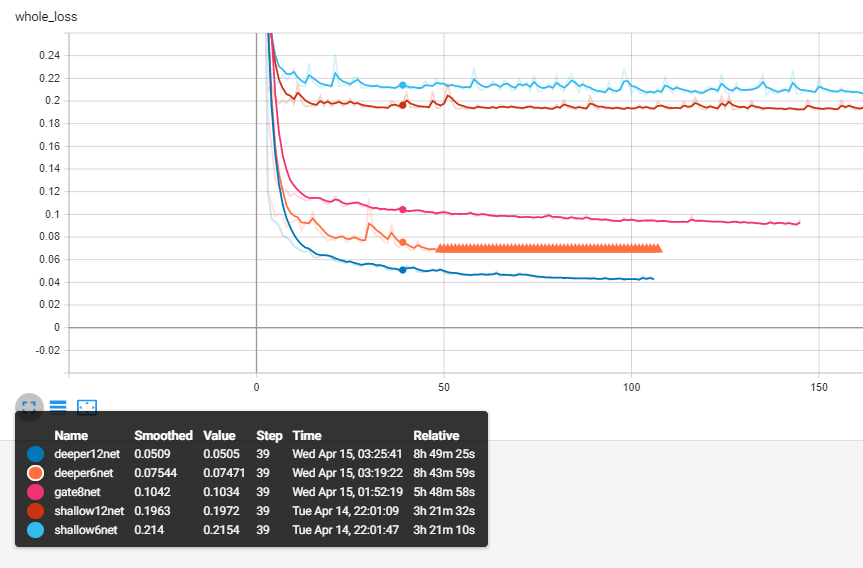 whole_loss
0.24
0.22
0.2
0.18
0.16
0.14
0.12
0.1
0.08
0.06
0.04
0.02
0
-0.02
0 50 100 150
Name Smoothed Value Step Time Relative
deeper12net 0.0509 0.0505 39 Wed Apr 15, 03:25:41 8h 49m 25s
deeper6net 0.07544 0.07471 39 Wed Apr 15, 03:19:22 8h 43m 59s
gate8net 0.1042 0.1034 39 Wed Apr 15, 01:52:19 5h 48m 58s
shallow12net 0.1963 0.1972 39 Tue Apr 14, 22:01:09 3h 21m 32s
shallow6net 0.214 0.2154 39 Tue Apr 14, 22:01:47 3h 21m 10s